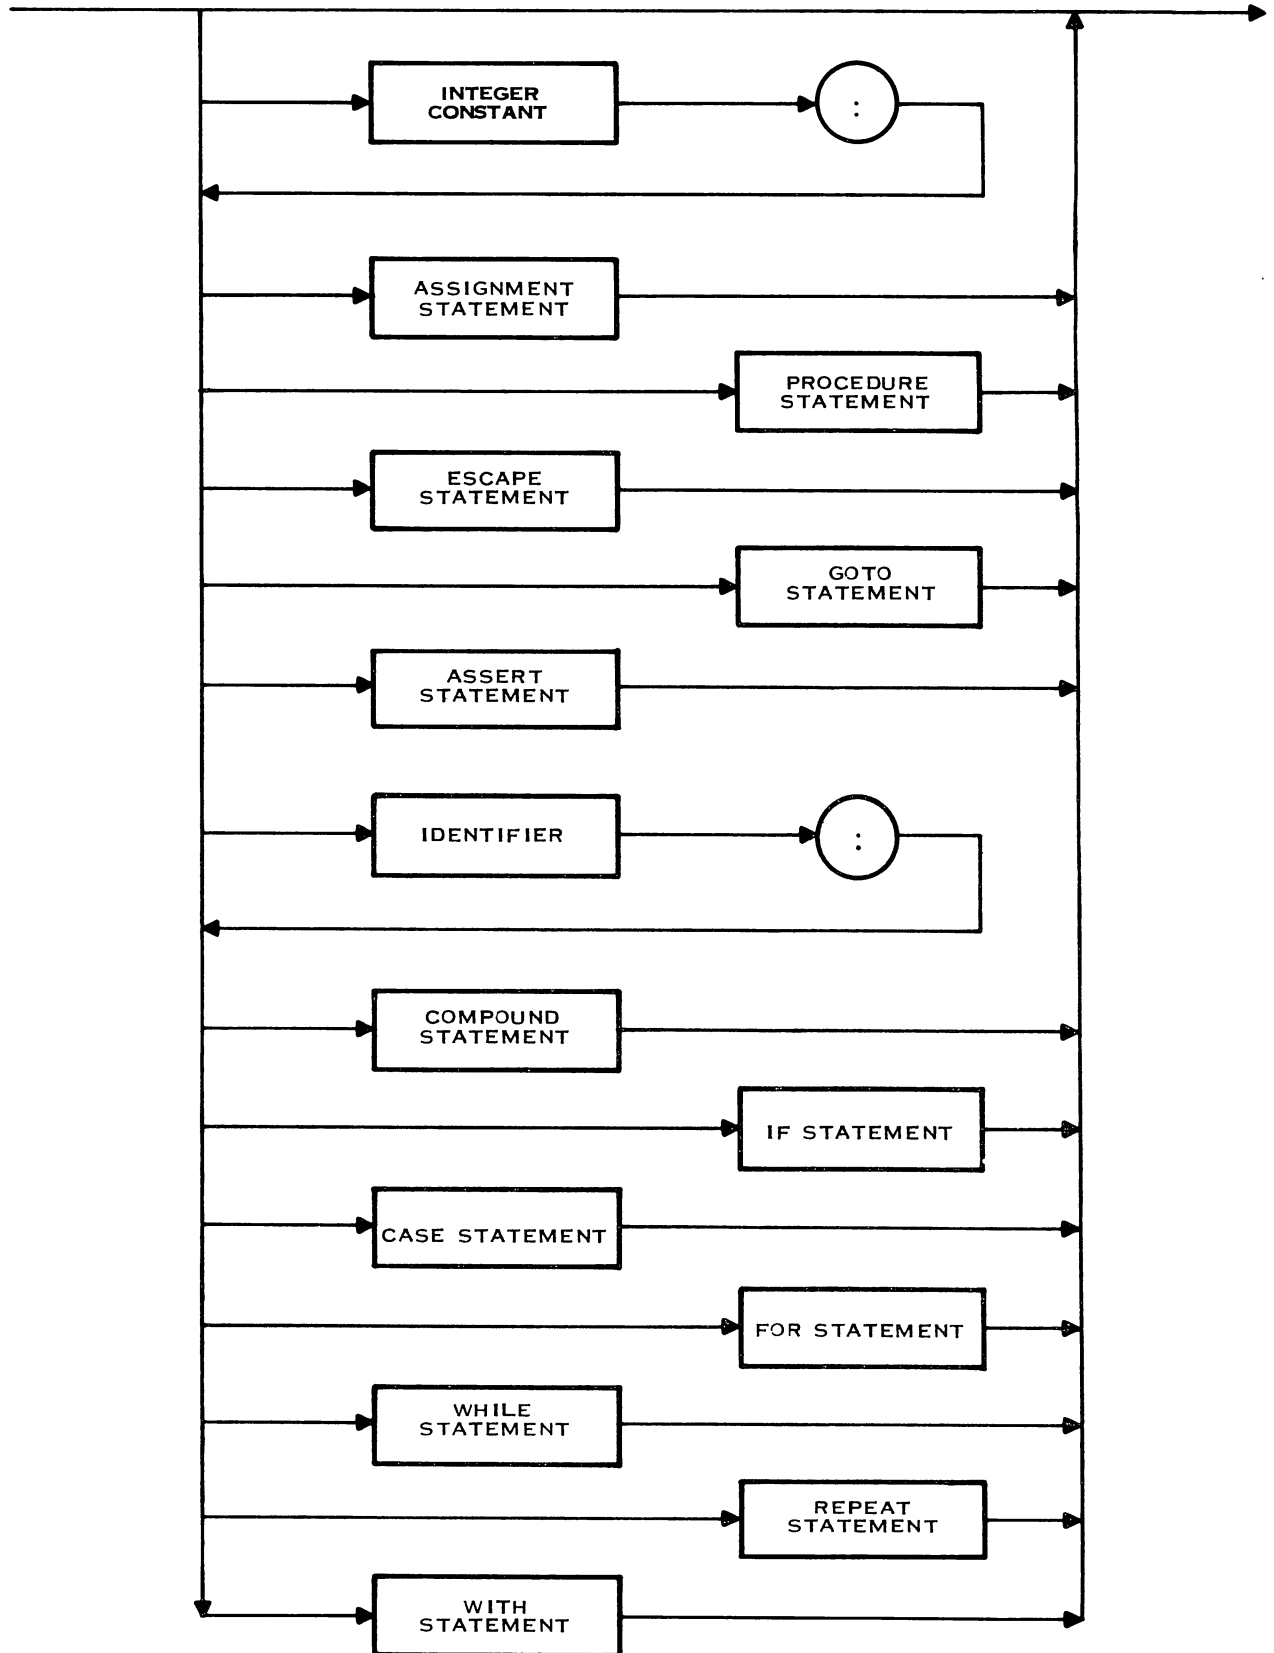 INTEGER
CONSTANT
:
ASSIGNMENT
STATEMENT
PROCEDURE
STATEMENT
ESCAPE
STATEMENT
GOTO
STATEMENT
ASSERT
STATEMENT
IDENTIFIER
:
COMPOUND
STATEMENT
IF STATEMENT
CASE STATEMENT
FOR STATEMENT
WHILE
STATEMENT
REPEAT
STATEMENT
WITH
STATEMENT